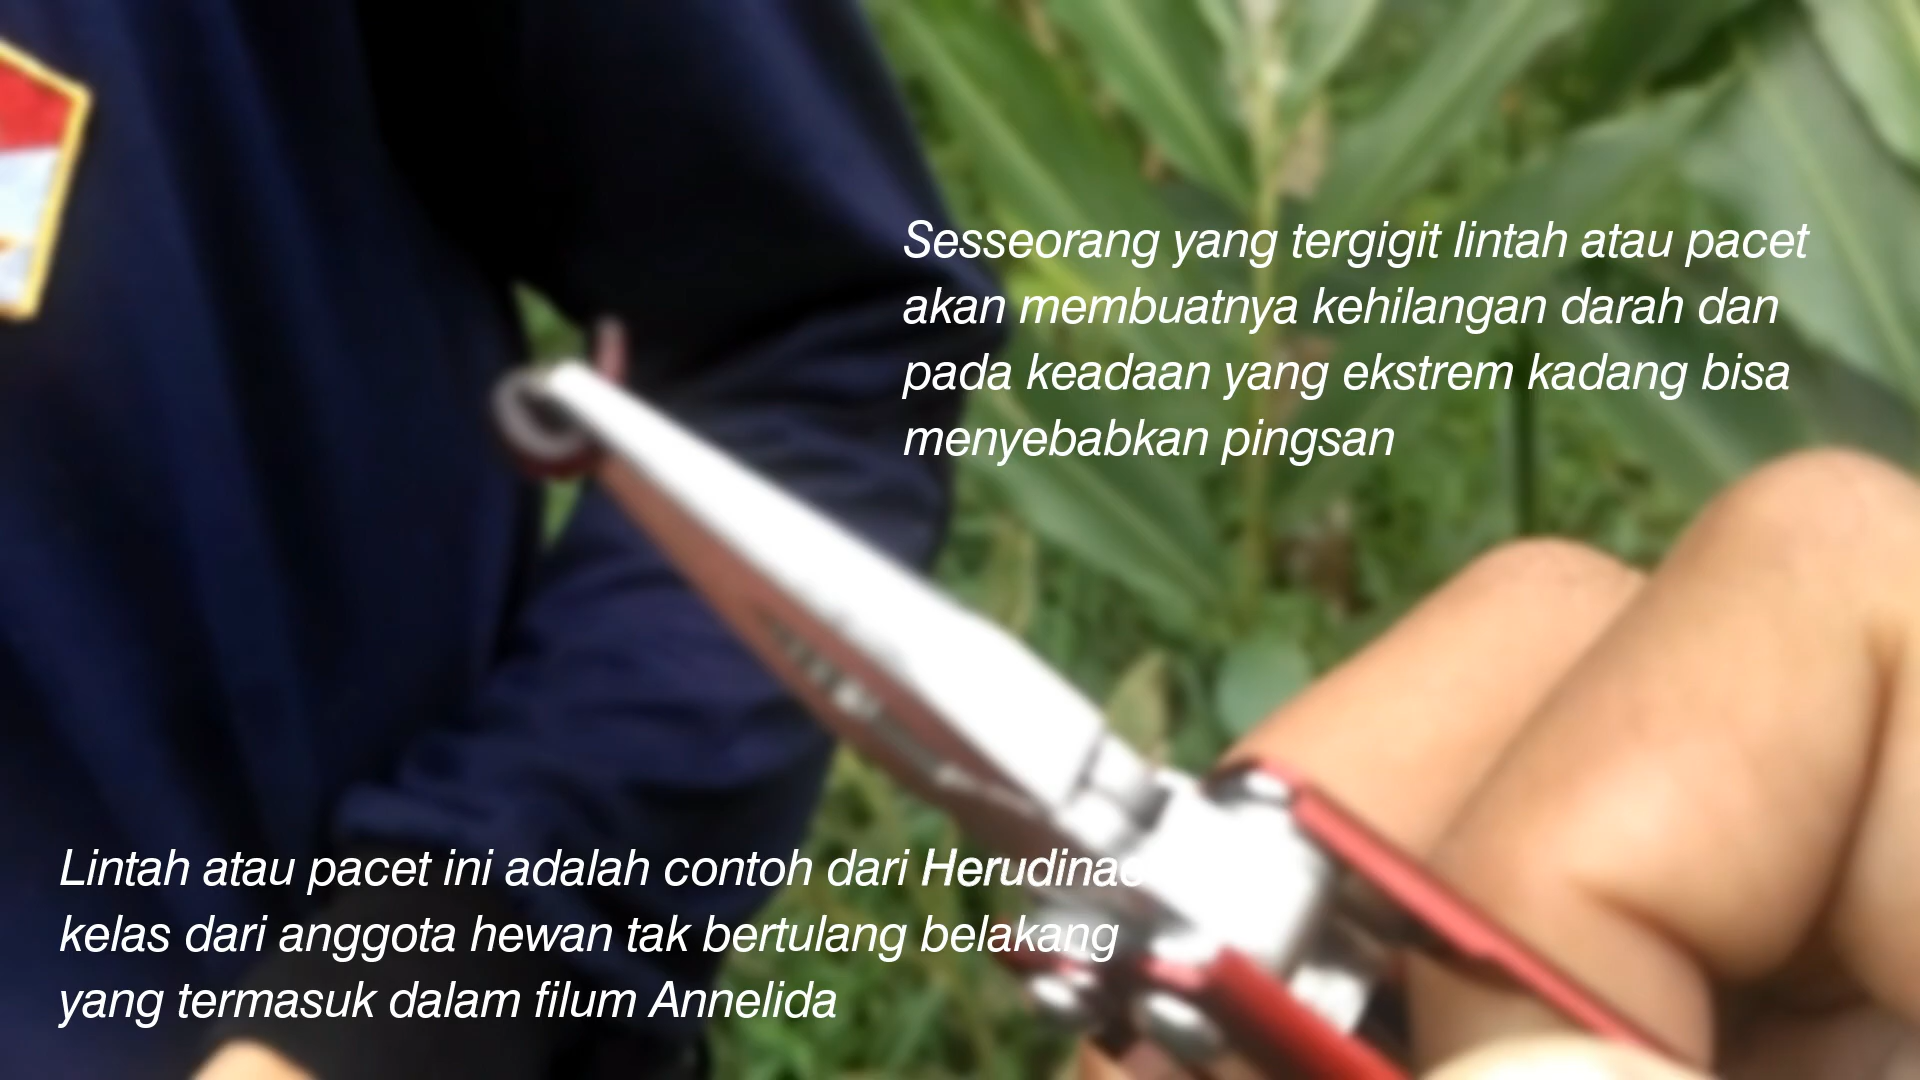 Sesseorang yang tergigit lintah atau pacet
akan membuatnya kehilangan darah dan
pada keadaan yang ekstrem kadang bisa
menyebabkan pingsan
Lintah atau pacet ini adalah contoh dari Herudinae
kelas dari anggota hewan tak bertulang belakang
yang termasuk dalam filum Annelida